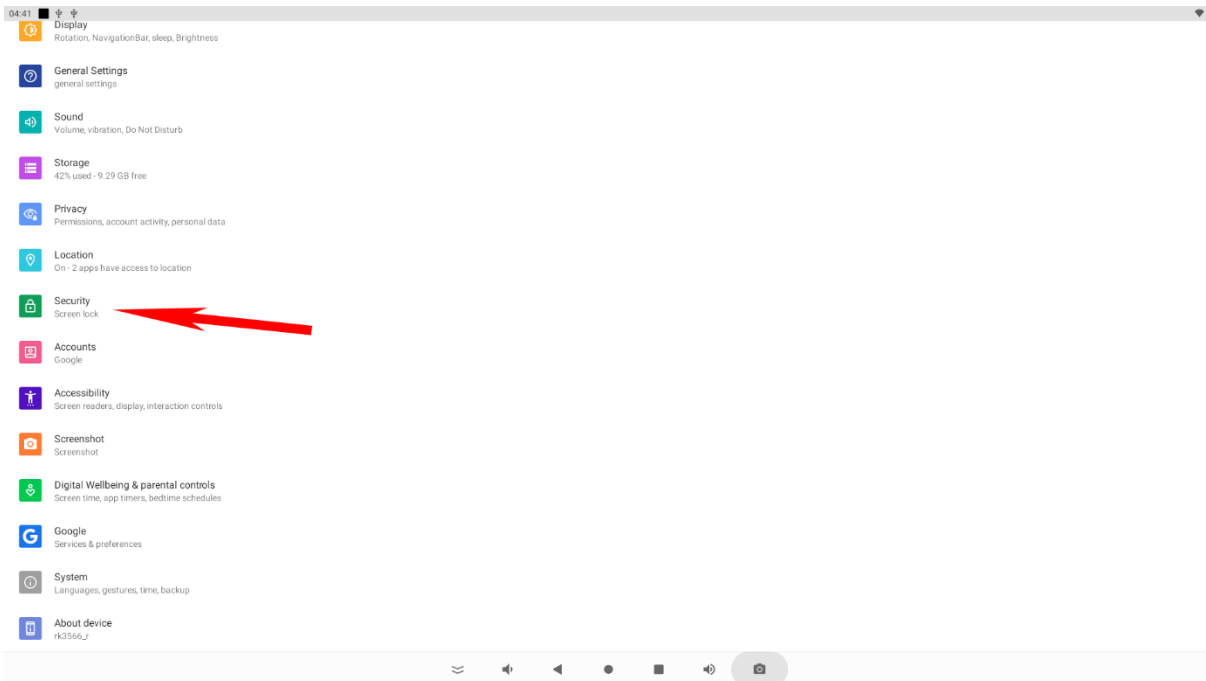 04:41
Display
Rotation, NavigationBar, sleep, Brightness
General Settings
general settings
Sound
Volume, vibration, Do Not Disturb
Storage
42% used - 9.29 GB free
Privacy
Permissions, account activity, personal data
Location
On - 2 apps have access to location
Security
Screen lock
Accounts
Google
Accessibility
Screen readers, display, interaction controls
Screenshot
Screenshot
Digital Wellbeing & parental controls
Screen time, app timers, bedtime schedules
G
Google
Services & preferences
System
Languages, gestures, time, backup
About device
rk3566_r